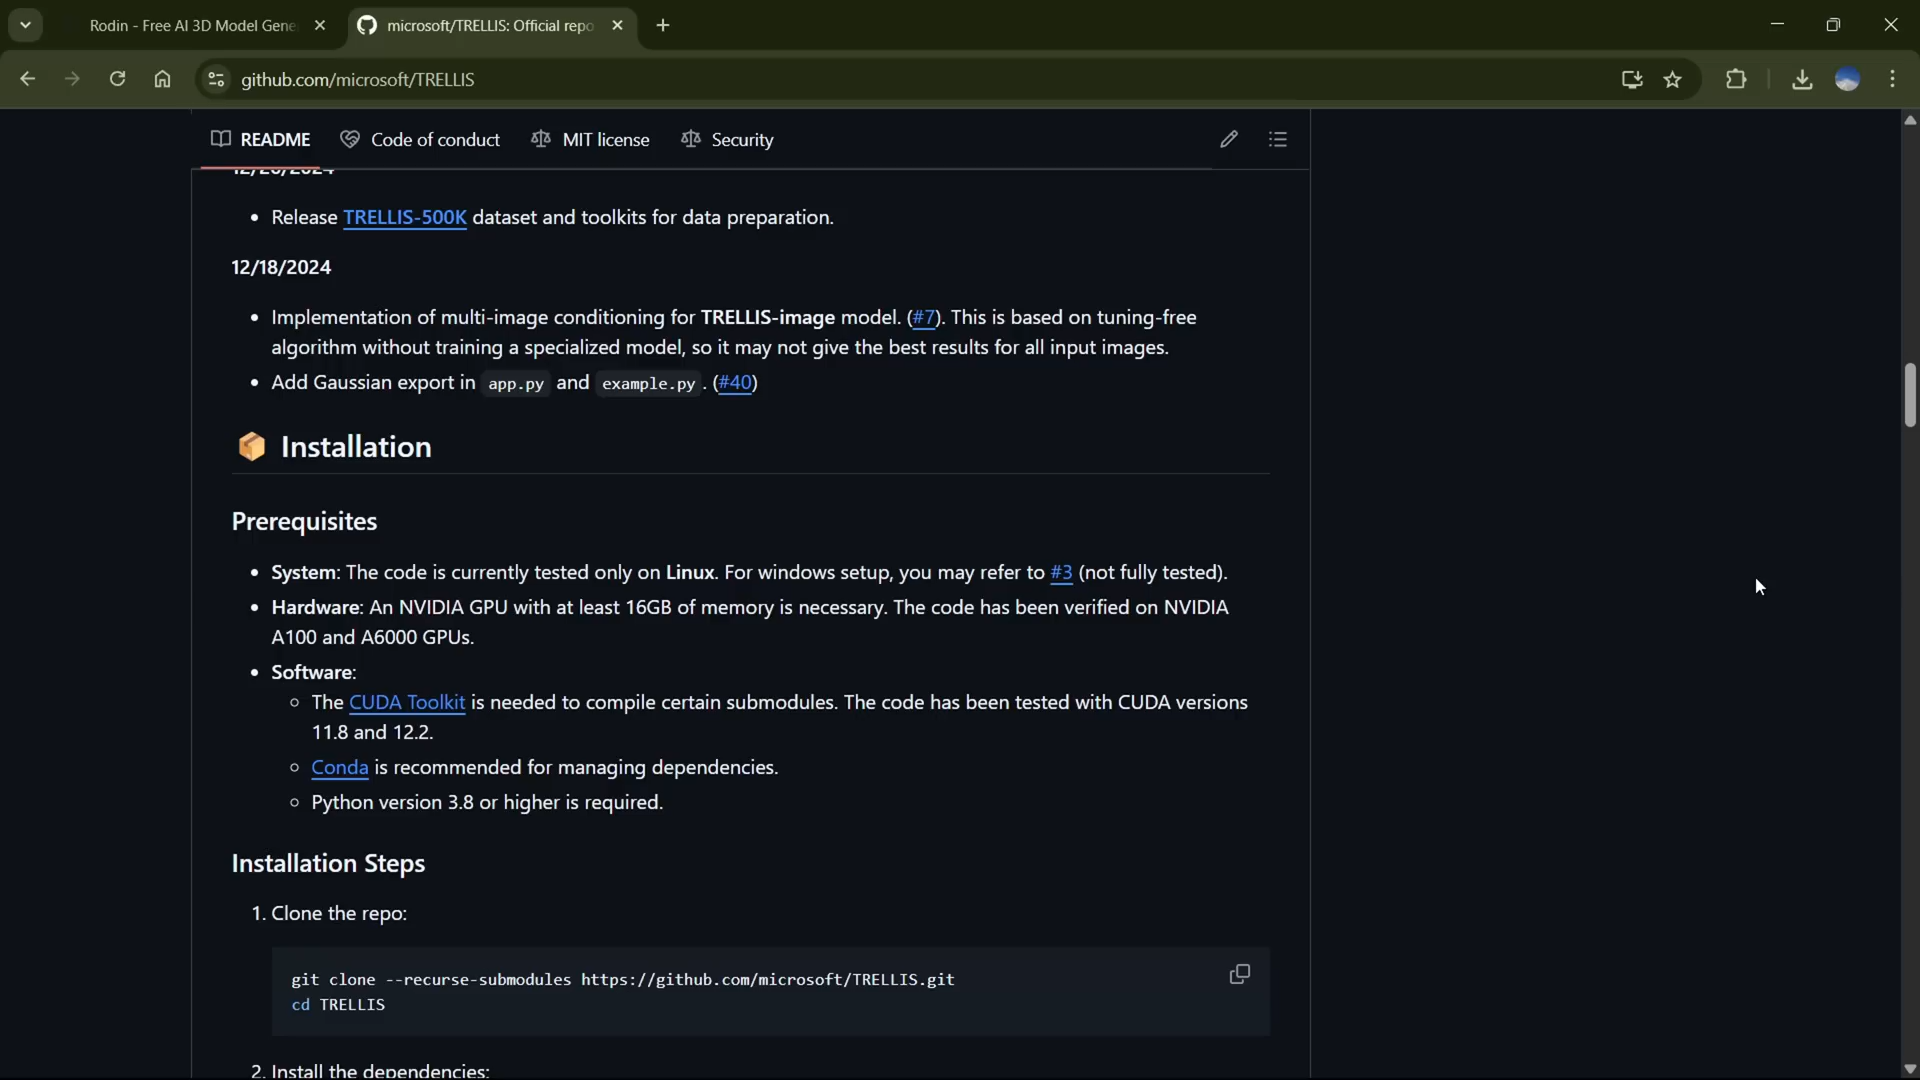 Rodin - Free AI 3D Model Gene
microsoft/TRELLIS: Official repo
github.com/microsoft/TRELLIS
README
Code of conduct
MIT license
Security
12/26/2024
Release TRELLIS-500K dataset and toolkits for data preparation.
12/18/2024
Implementation of multi-image conditioning for TRELLIS-image model. (#7). This is based on tuning-free
algorithm without training a specialized model, so it may not give the best results for all input images.
Add Gaussian export in app.py and example.py. (#40)
Installation
Prerequisites
System: The code is currently tested only on Linux. For windows setup, you may refer to #3 (not fully tested).
Hardware: An NVIDIA GPU with at least 16GB of memory is necessary. The code has been verified on NVIDIA
A100 and A6000 GPUs.
Software:
The CUDA Toolkit is needed to compile certain submodules. The code has been tested with CUDA versions
11.8 and 12.2.
Conda is recommended for managing dependencies.
Python version 3.8 or higher is required.
Installation Steps
1. Clone the repo:
git clone --recurse-submodules https://github.com/microsoft/TRELLIS.git
cd TRELLIS
2. Install the dependencies: